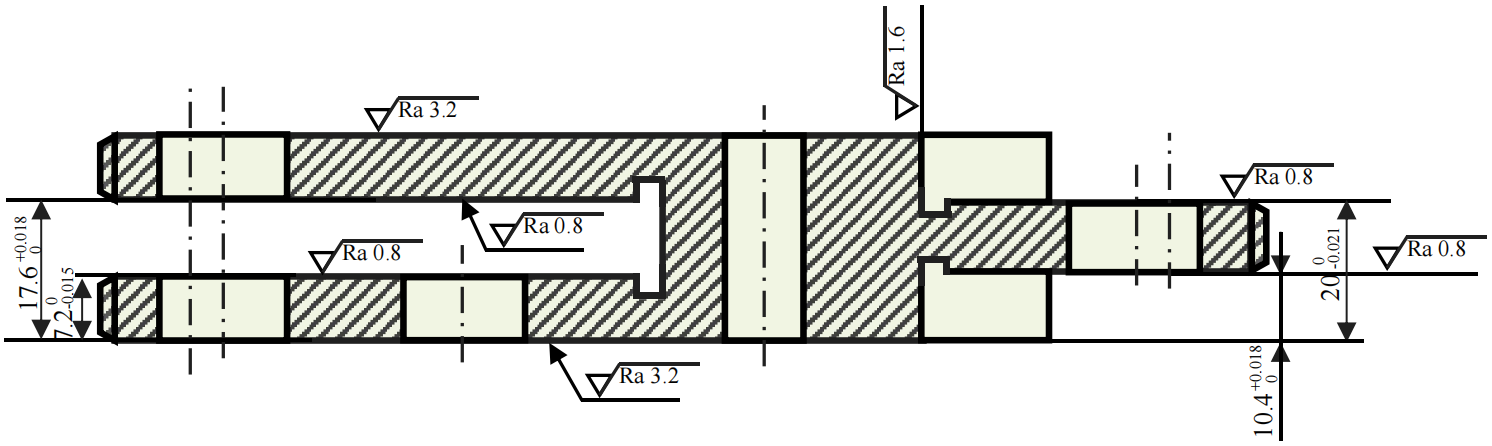 Ra 1.6
Ra 3.2
Ra 0.8
Ra 0.8
Ra 0.8
Ra 0.8
17.6 +0.018 0
7.2 0 -0.015
20 0 -0.021
Ra 3.2
10.4 +0.018 0